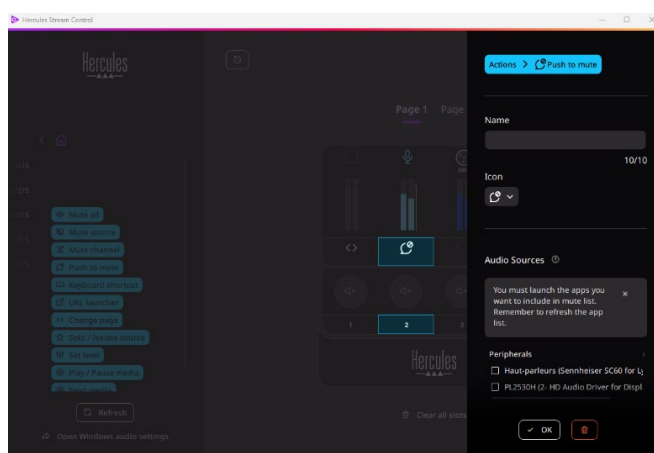 Hercules Stream Control
Hercules
Page 1 Page
Mute all
Mute source
Mute channel
Push to mute
Keyboard shortcut
URL launcher
Change page
Solo / Isolate source
Set level
Play / Pause media
Next media
Refresh
Open Windows audio settings
1 2 3
Hercules
Clear all slots
Actions > Push to mute
Name
10/10
Icon
Audio Sources
You must launch the apps you
want to include in mute list.
Remember to refresh the app
list.
Peripherals
Haut-parleurs (Sennheiser SC60 for Ly
PL2530H (2- HD Audio Driver for Displ
OK